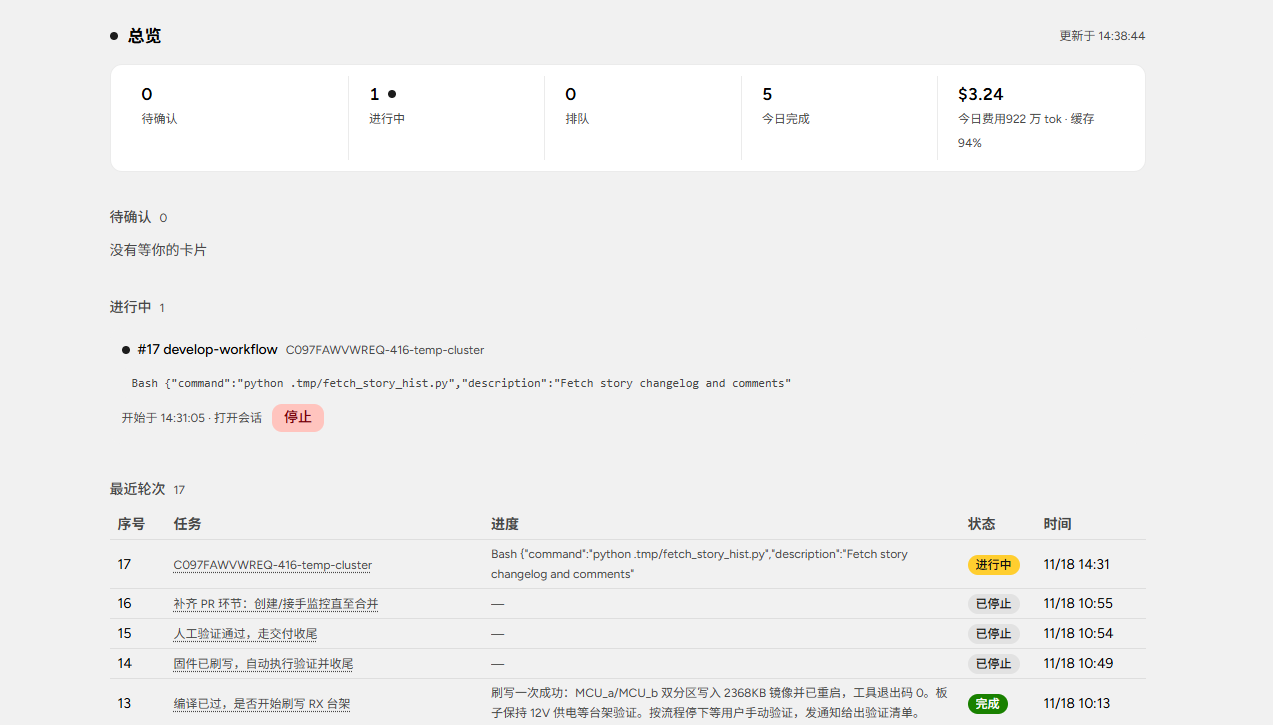 总览
更新于 14:38:44
0
待确认
1
进行中
0
排队
5
今日完成
$3.24
今日费用922 万 tok · 缓存
94%
待确认 0
没有等你的卡片
进行中 1
#17 develop-workflow C097FAWVWREQ-416-temp-cluster
Bash {"command":"python .tmp/fetch_story_hist.py","description":"Fetch story changelog and comments"
开始于 14:31:05 · 打开会话 停止
最近轮次 17
序号 任务 进度 状态 时间
17 C097FAWVWREQ-416-temp-cluster Bash {"command":"python .tmp/fetch_story_hist.py","description":"Fetch story
changelog and comments" 进行中 11/18 14:31
16 补齐 PR 环节：创建/接手监控直至合并 — 已停止 11/18 10:55
15 人工验证通过，走交付收尾 — 已停止 11/18 10:54
14 固件已刷写，自动执行验证并收尾 — 已停止 11/18 10:49
13 编译已过，是否开始刷写 RX 台架 刷写一次成功：MCU_a/MCU_b 双分区写入 2368KB 镜像并已重启，工具退出码 0。板
子保持 12V 供电等台架验证。按流程停下等用户手动验证，发通知给出验证清单。 完成 11/18 10:13